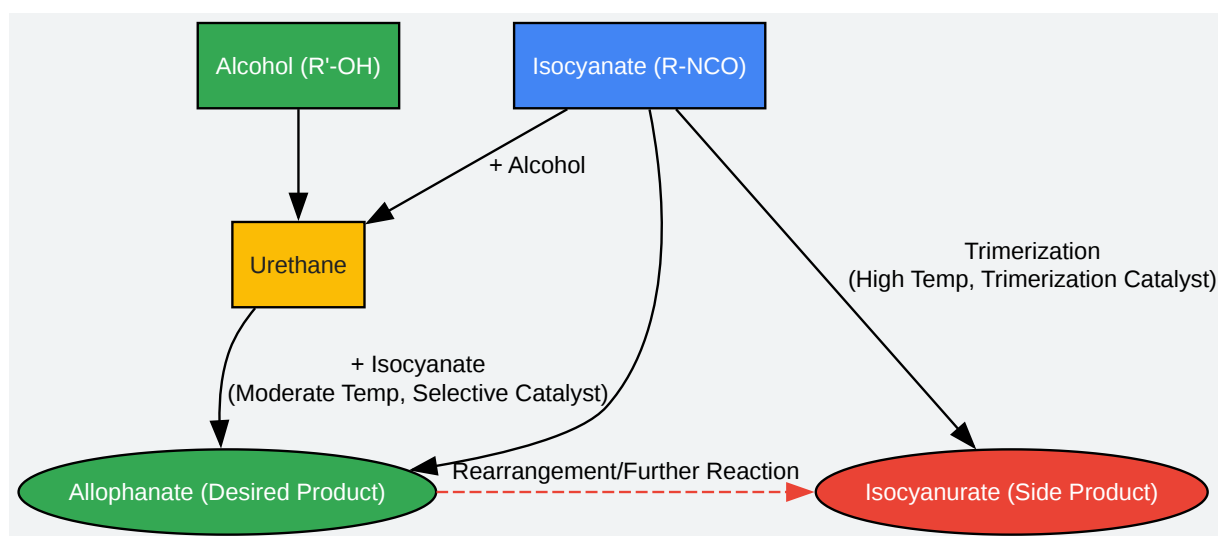 Alcohol (R'-OH)
Isocyanate (R-NCO)
+ Alcohol
Urethane
Trimerization
(High Temp, Trimerization Catalyst)
+ Isocyanate
(Moderate Temp, Selective Catalyst)
Rearrangement/Further Reaction
Allophanate (Desired Product)
Isocyanurate (Side Product)